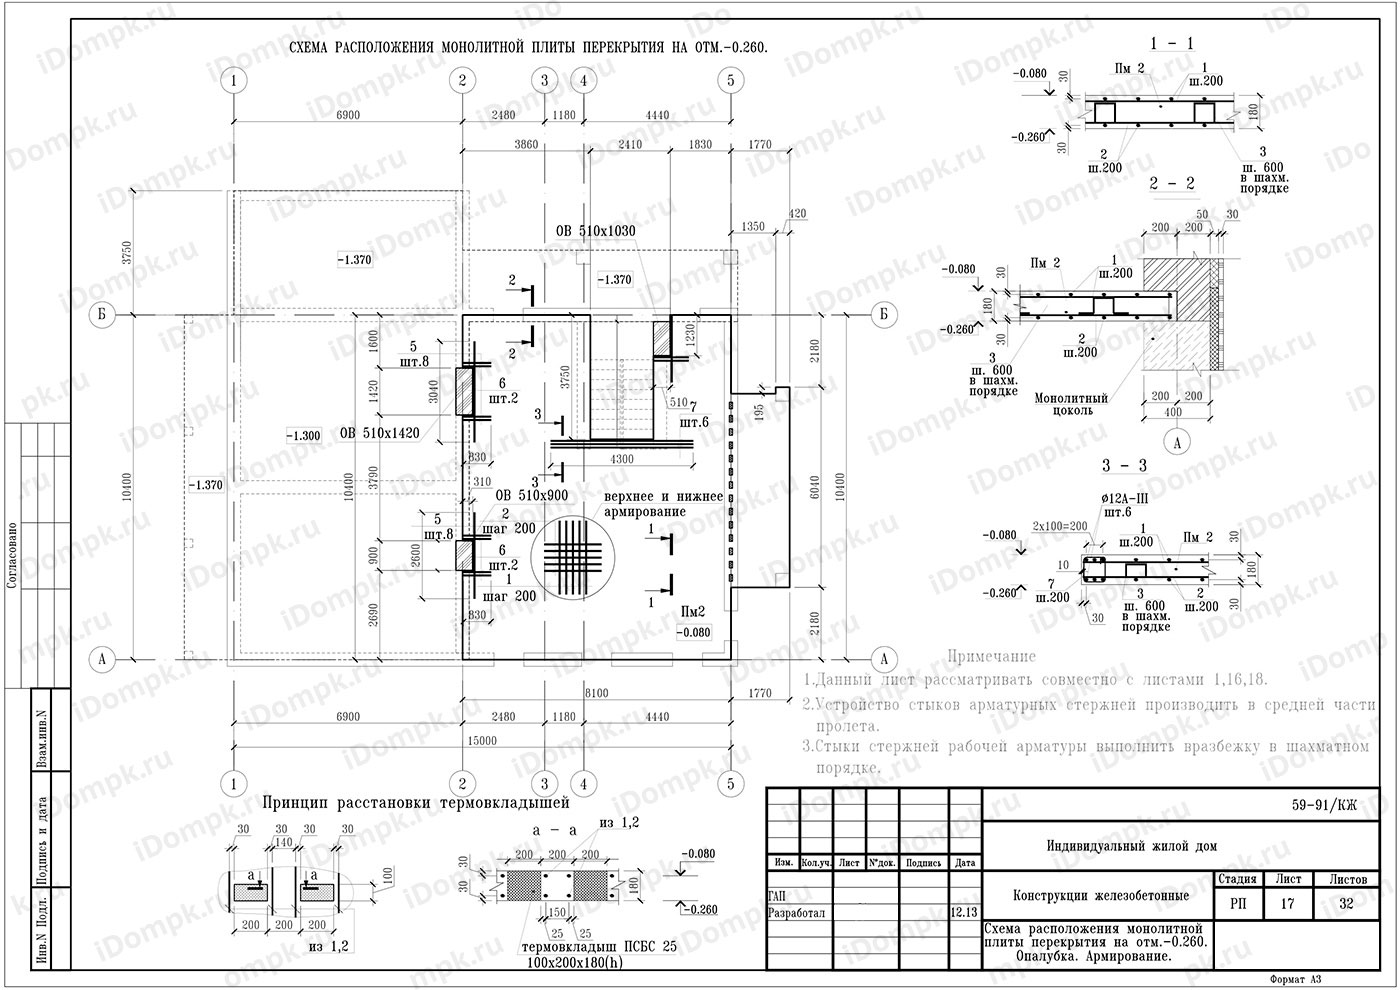 СХЕМА РАСПОЛОЖЕНИЯ МОНОЛИТНОЙ ПЛИТЫ ПЕРЕКРЫТИЯ НА ОТМ.-0.260.
1 2 3 4 5
6900 2480 1180 4440
3860 2410 1830 1770
1350 420
3750
ОВ 510х1030
-1.370
-1.370
2
2
Б
Б
1600
5
шт.8
6
шт.2
3040
1420
3750
1230
2180
510
7
шт.6
195
3
ОВ 510х1420
-1.300
4300
830
-1.370
10400
10400
3790
310
3
6040
10400
ОВ 510х900
верхнее и нижнее
армирование
5
шт.8
2
шаг 200
1
900
2600
6
шт.2
1
шаг 200
1
2690
830
Пм2
-0.080
2180
А
А
8100 1770
6900 2480 1180 4440
15000
1 2 3 4 5
1 - 1
-0.080
30
Пм 2
1
ш.200
180
-0.260
30
2
ш.200
3
ш. 600
в шахм.
порядке
2 - 2
50 30
200 200
-0.080
30
Пм 2
1
ш.200
180
-0.260
30
2
ш.200
3
ш. 600
в шахм.
порядке
Монолитный
цоколь
200 200
400
А
3 - 3
ø12А-III
шт.6
2х100=200
1
ш.200
Пм 2
-0.080
30
10
180
-0.260
7
ш.200
3
ш. 600
в шахм.
порядке
2
ш.200
30
30
Примечание
1.Данный лист рассматривать совместно с листами 1,16,18.
2.Устройство стыков арматурных стержней производить в средней части
пролета.
3.Стыки стержней рабочей арматуры выполнить вразбежку в шахматном
порядке.
Принцип расстановки термовкладышей
30 30 30
140
а а
100
200 200 200
из 1,2
а - а
из 1,2
200 200 200
30
30
180
-0.080
-0.260
150
25 25
термовкладыш ПСБС 25
100х200х180(h)
Согласовано
Взам.инв.N
Подпись и дата
Инв.N Подл.
59-91/КЖ
Индивидуальный жилой дом
Изм. Кол.уч. Лист N°док. Подпись Дата
ГАП
Разработал 12.13
Конструкции железобетонные
Стадия Лист Листов
РП 17 32
Схема расположения монолитной
плиты перекрытия на отм.-0.260.
Опалубка. Армирование.
Формат А3
iDompk.ru